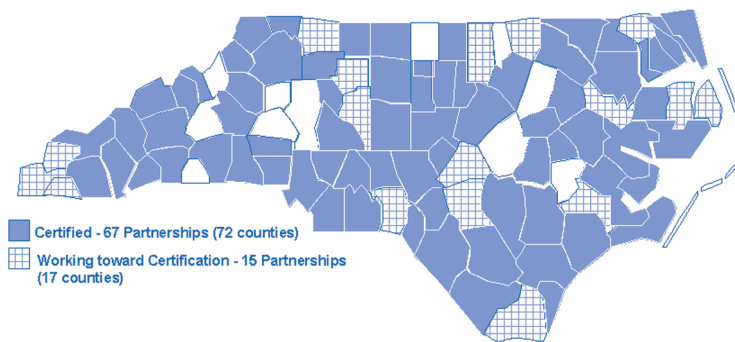 Certified - 67 Partnerships (72 counties)
Working toward Certification - 15 Partnerships
(17 counties)